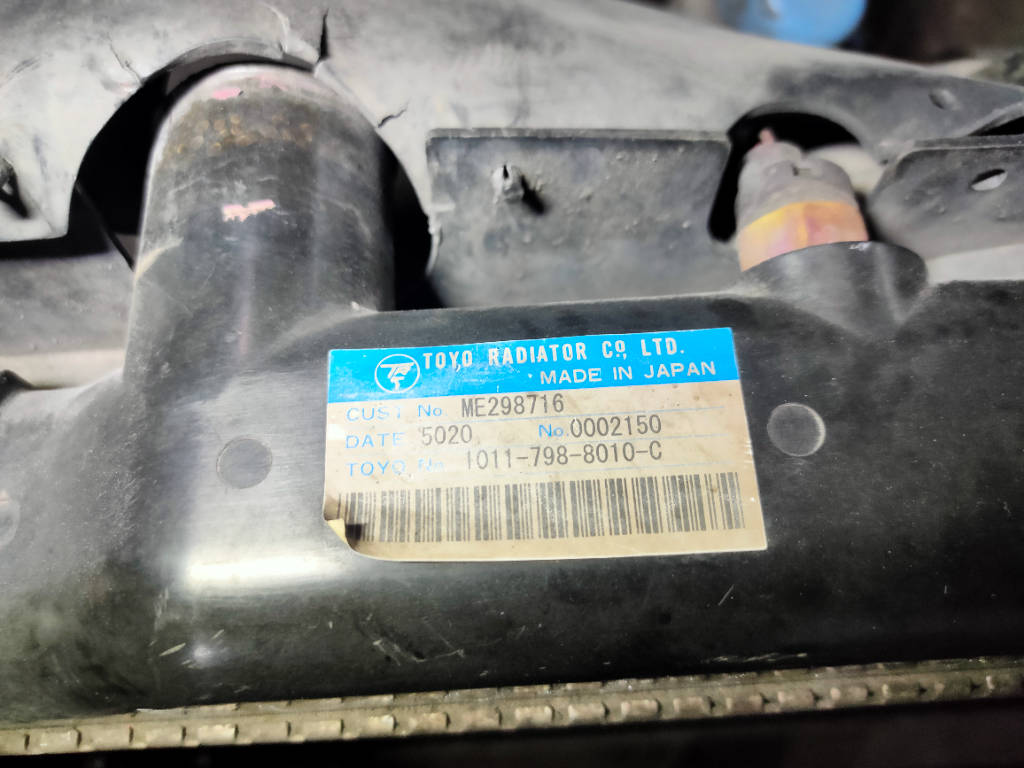 TOYO RADIATOR CO., LTD.
MADE IN JAPAN
CUST No. ME298716
DATE 5020 No. 0002150
TOYO No. 1011-798-8010-C